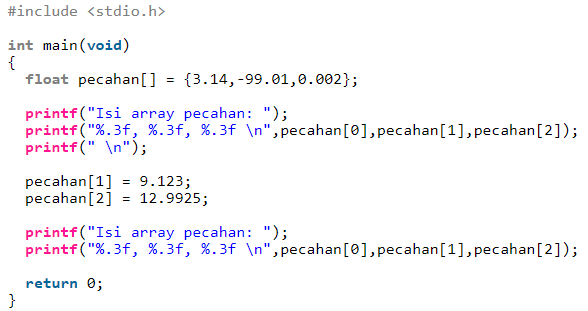 #include <stdio.h>
int main(void)
{
float pecahan[] = {3.14,-99.01,0.002};
printf("Isi array pecahan: ");
printf("%.3f, %.3f, %.3f \n",pecahan[0],pecahan[1],pecahan[2]);
printf(" \n");
pecahan[1] = 9.123;
pecahan[2] = 12.9925;
printf("Isi array pecahan: ");
printf("%.3f, %.3f, %.3f \n",pecahan[0],pecahan[1],pecahan[2]);
return 0;
}